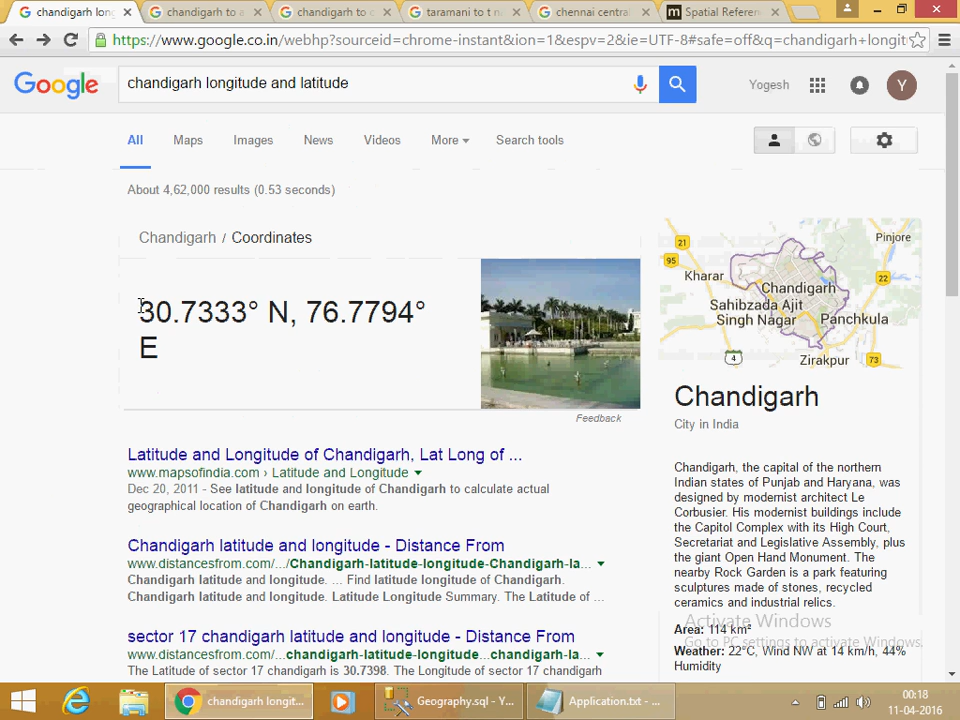 chandigarh long
chandigarh to a
chandigarh to c
taramani to t na
chennai central
Spatial Referen
https://www.google.co.in/webhp?sourceid=chrome-instant&ion=1&espv=2&ie=UTF-8#safe=off&q=chandigarh+longit
Google
chandigarh longitude and latitude
Yogesh
Y
All
Maps
Images
News
Videos
More
Search tools
About 4,62,000 results (0.53 seconds)
Chandigarh / Coordinates
30.7333° N, 76.7794°
E
Feedback
21
95
22
4
73
Pinjore
Kharar
Chandigarh
Sahibzada Ajit
Singh Nagar
Panchkula
Zirakpur
Latitude and Longitude of Chandigarh, Lat Long of ...
www.mapsofindia.com › Latitude and Longitude
Dec 20, 2011 - See latitude and longitude of Chandigarh to calculate actual
geographical location of Chandigarh on earth.
Chandigarh latitude and longitude - Distance From
www.distancesfrom.com/.../Chandigarh-latitude-longitude-Chandigarh-la...
Chandigarh latitude and longitude. ... Find latitude longitude of Chandigarh.
Chandigarh latitude and longitude. Latitude Longitude Summary. The Latitude of ...
sector 17 chandigarh latitude and longitude - Distance From
www.distancesfrom.com/...chandigarh-latitude-longitude...chandigarh-la...
The Latitude of sector 17 chandigarh is 30.7398. The Longitude of sector 17 chandigarh
Chandigarh
City in India
Chandigarh, the capital of the northern
Indian states of Punjab and Haryana, was
designed by modernist architect Le
Corbusier. His modernist buildings include
the Capitol Complex with its High Court,
Secretariat and Legislative Assembly, plus
the giant Open Hand Monument. The
nearby Rock Garden is a park featuring
sculptures made of stones, recycled
ceramics and industrial relics.
Area: 114 km²
Weather: 22°C, Wind NW at 14 km/h, 44%
Humidity
Activate Windows
Go to PC settings to activate Windows.
chandigarh longit...
Geography.sql - Y...
Application.txt - ...
00:18
11-04-2016